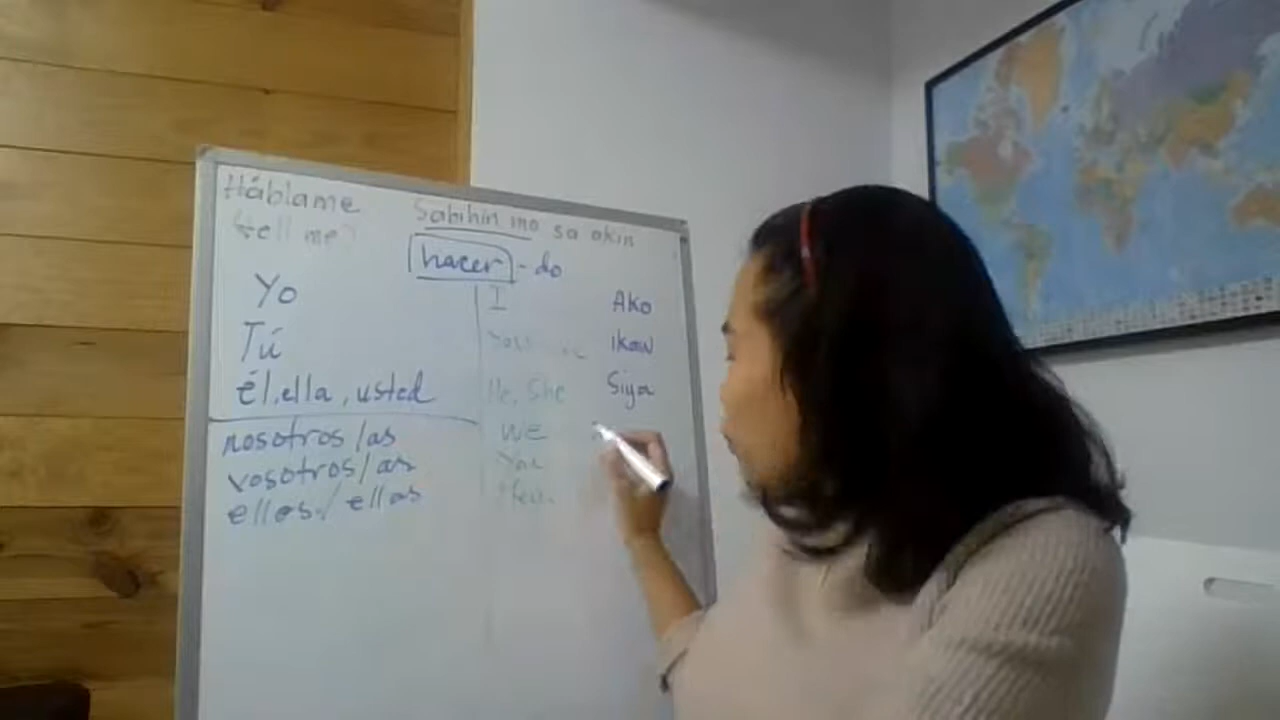 Háblame Sabihin mo sa akin
tell me
hacer - do
Yo I Ako
Tú You Ikaw
él, ella, usted He, She Siya
nosotros/as We
vosotros/as You
ellos/ellas